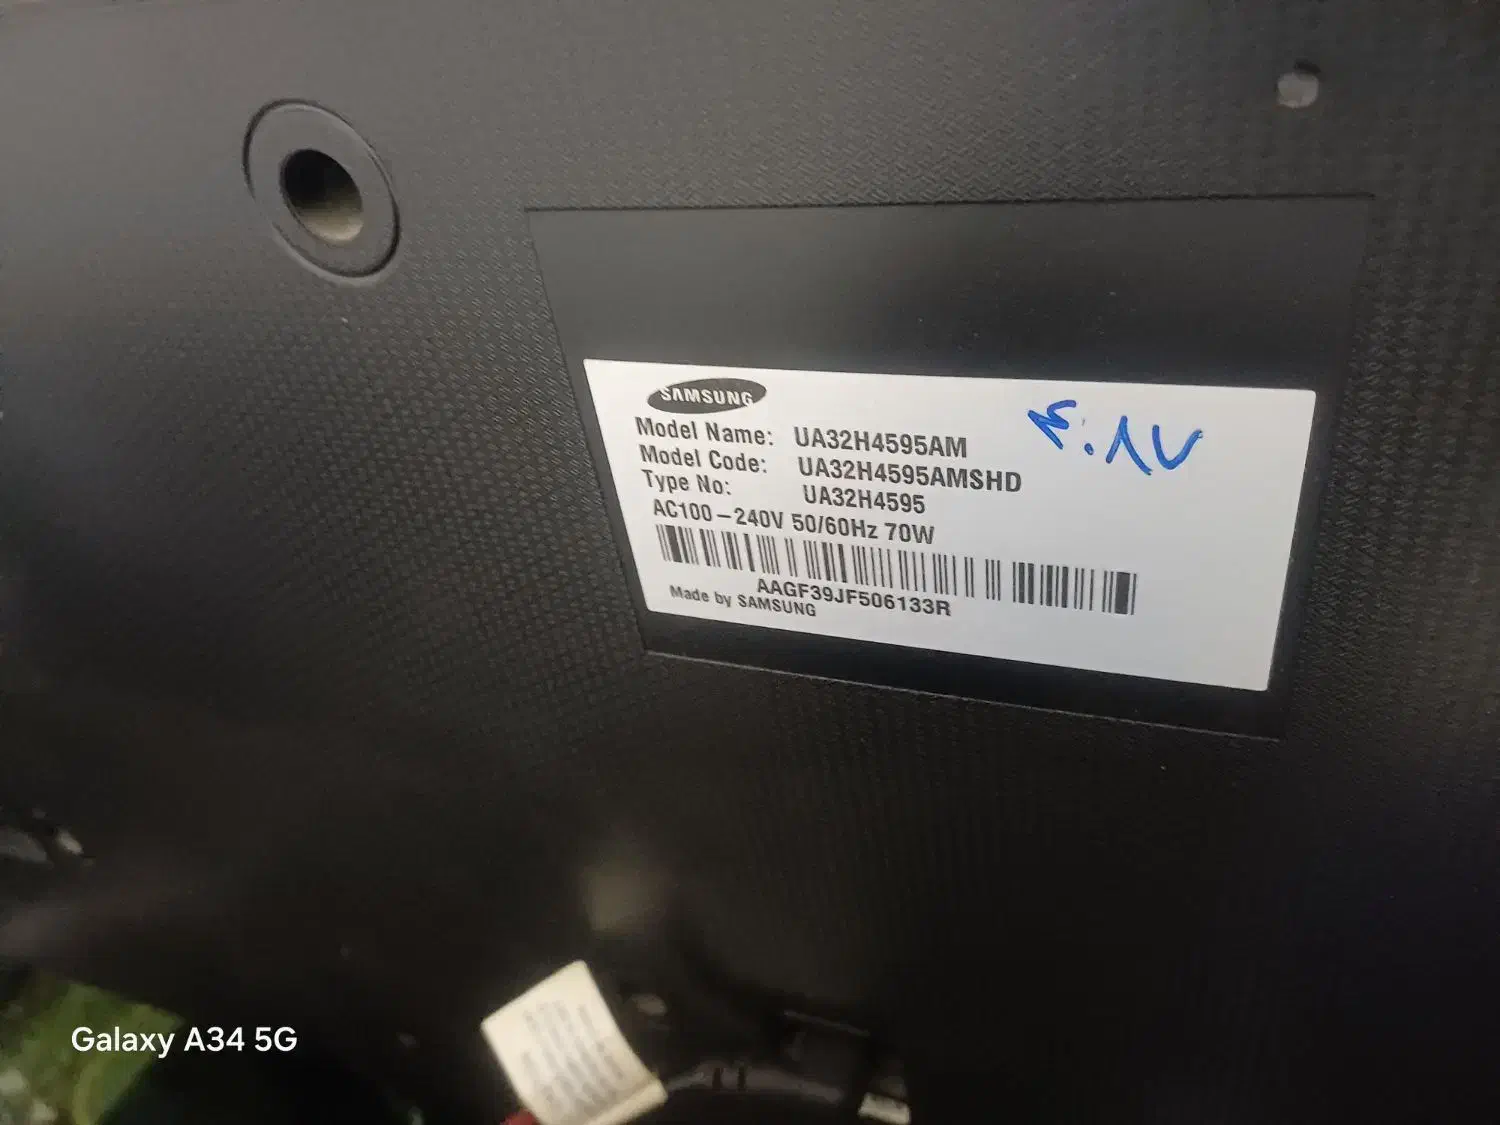 SAMSUNG
Model Name: UA32H4595AM
Model Code: UA32H4595AMSHD
Type No: UA32H4595
AC100-240V 50/60Hz 70W
AAGF39JF506133R
Made by SAMSUNG
۴۰۸۷
Galaxy A34 5G